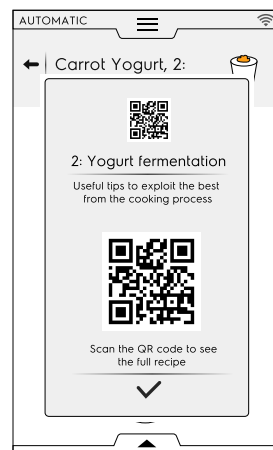 AUTOMATIC
Carrot Yogurt, 2:
2: Yogurt fermentation
Useful tips to exploit the best
from the cooking process
Scan the QR code to see
the full recipe